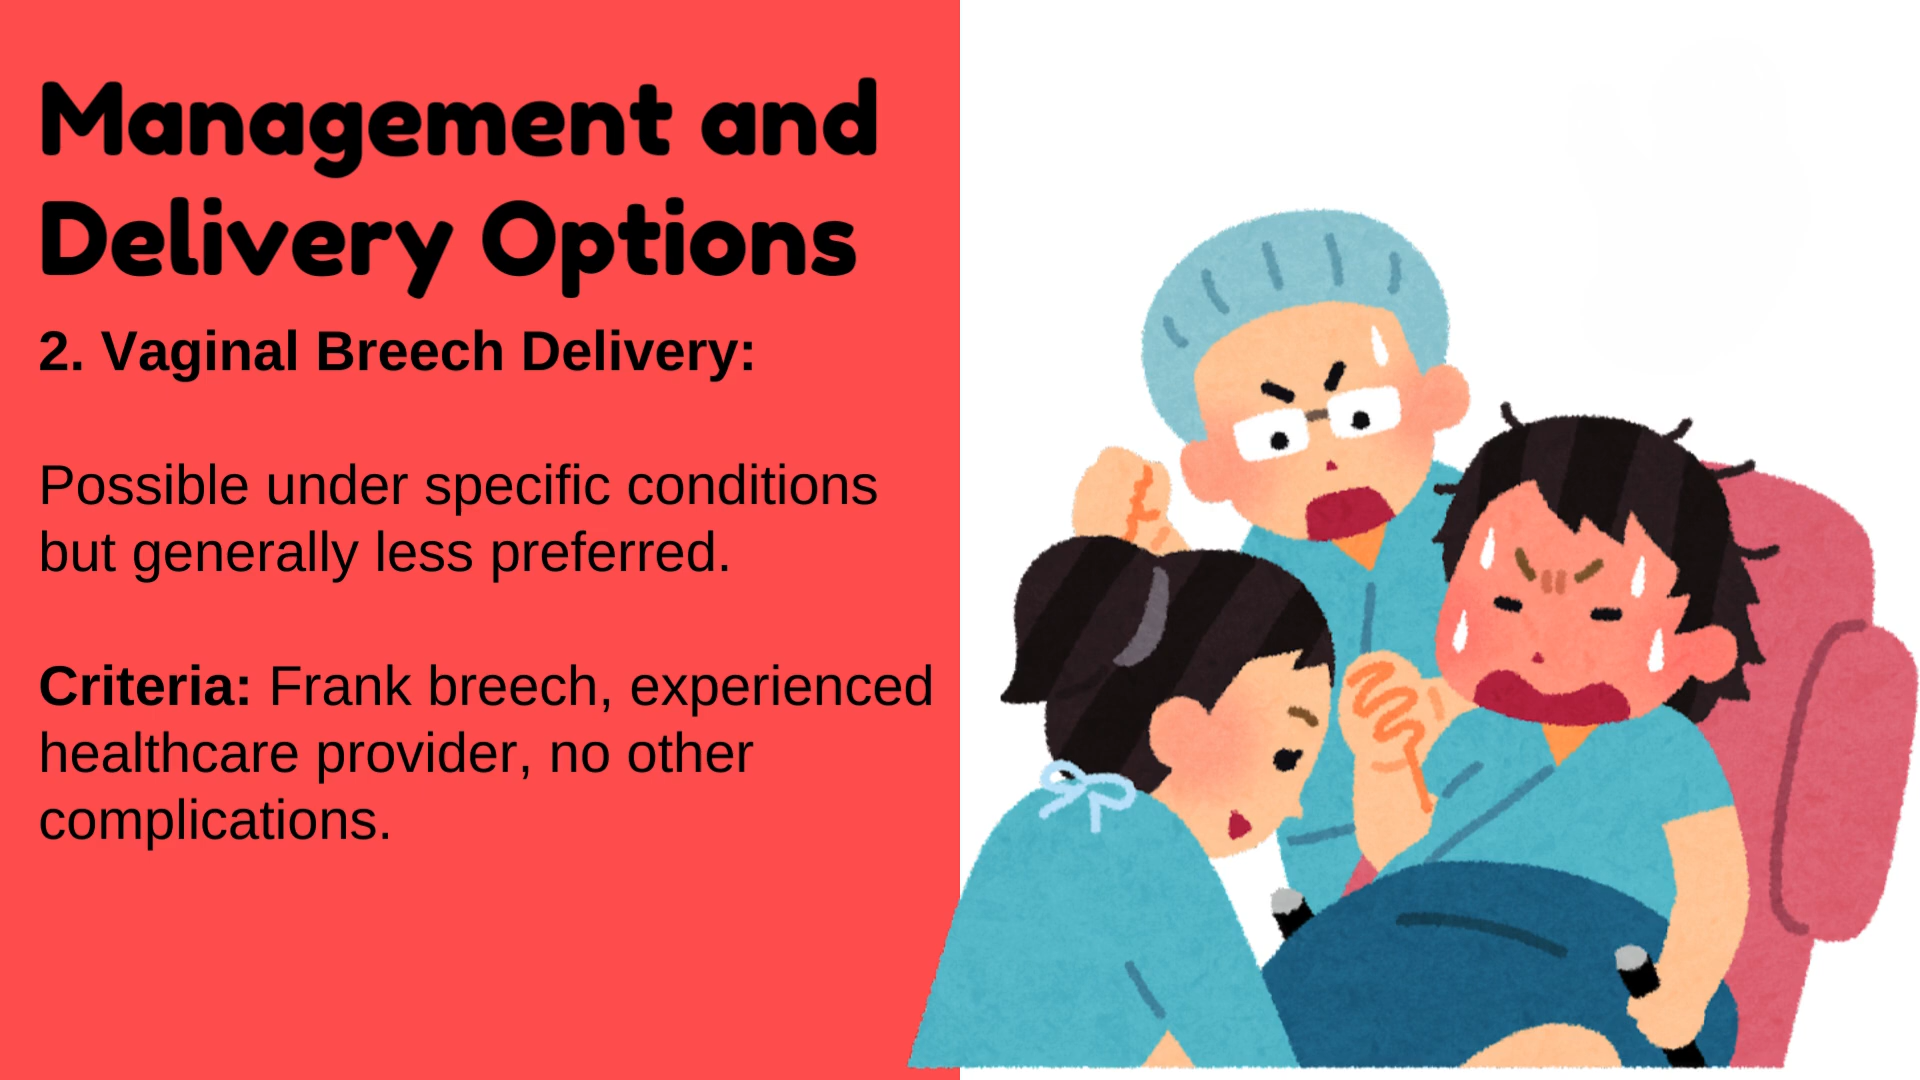 Management and
Delivery Options
2. Vaginal Breech Delivery:
Possible under specific conditions
but generally less preferred.
Criteria: Frank breech, experienced
healthcare provider, no other
complications.